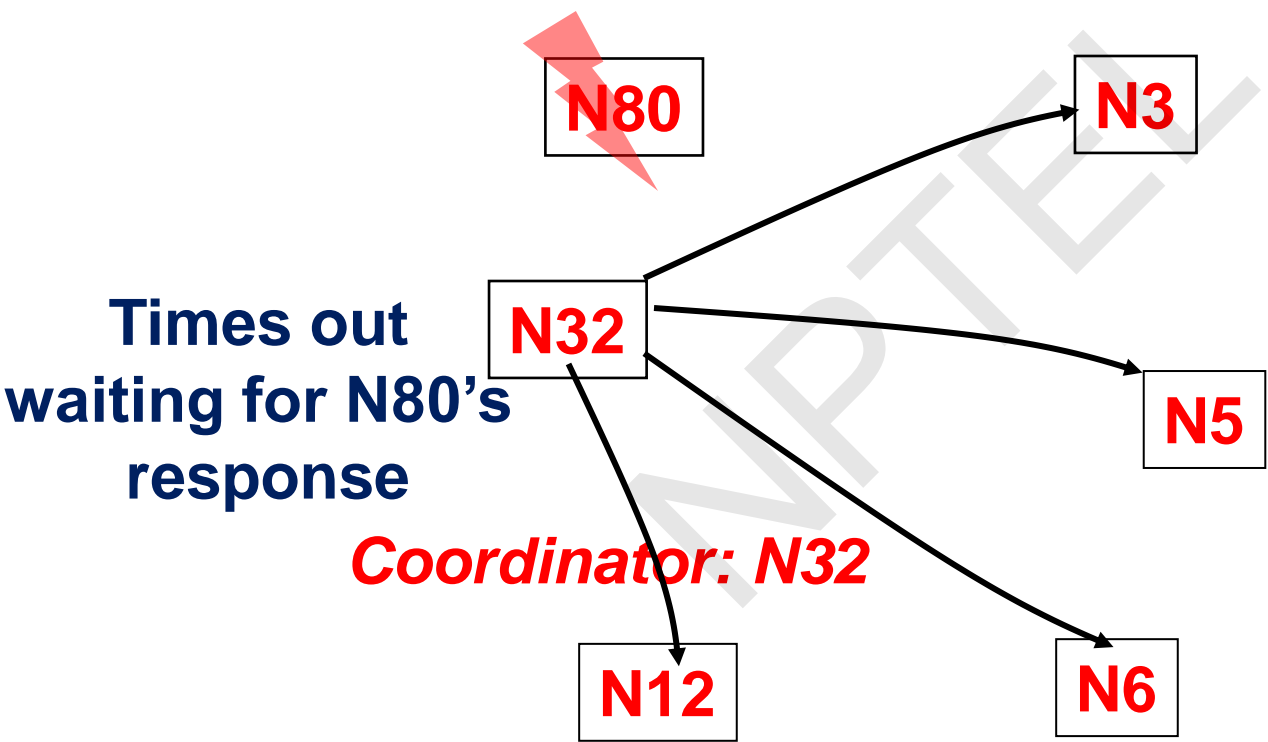 N80
N3
N32
Times out
waiting for N80’s
response
N5
Coordinator: N32
N12
N6
NPTEL